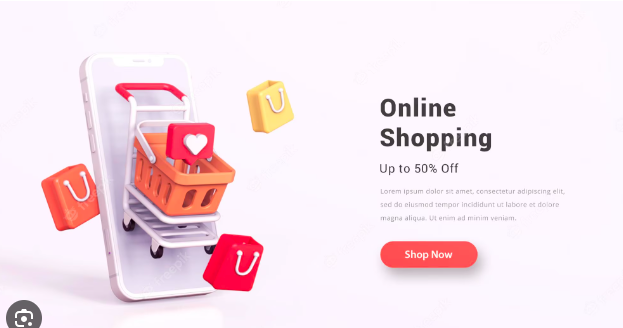 Online
Shopping
Up to 50% Off
Lorem ipsum dolor sit amet, consectetur adipiscing elit,
sed do eiusmod tempor incididunt ut labore et dolore
magna aliqua. Ut enim ad minim veniam.
Shop Now